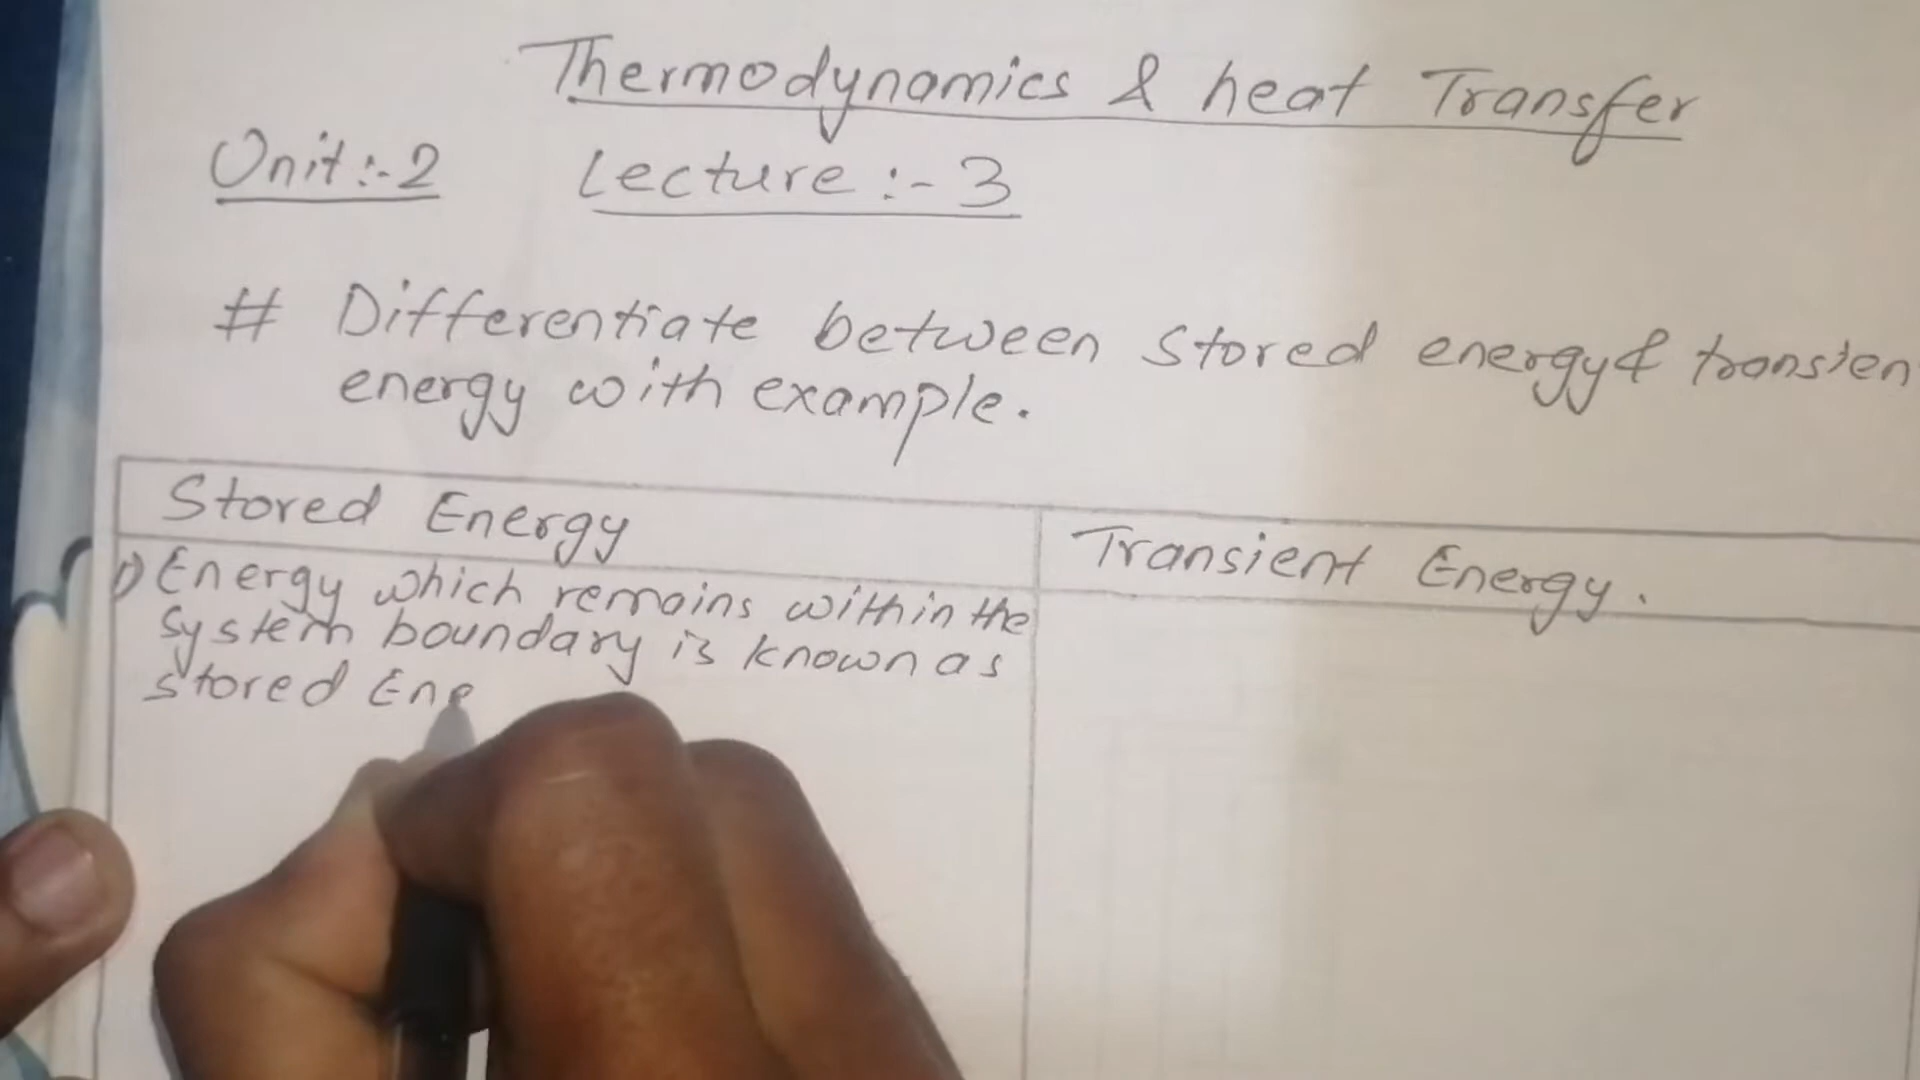 Thermodynamics & heat Transfer
Unit:-2 Lecture:-3
# Differentiate between stored energy & transien
energy with example.
Stored Energy
Transient Energy.
1) Energy which remains within the
system boundary is known as
stored Ene